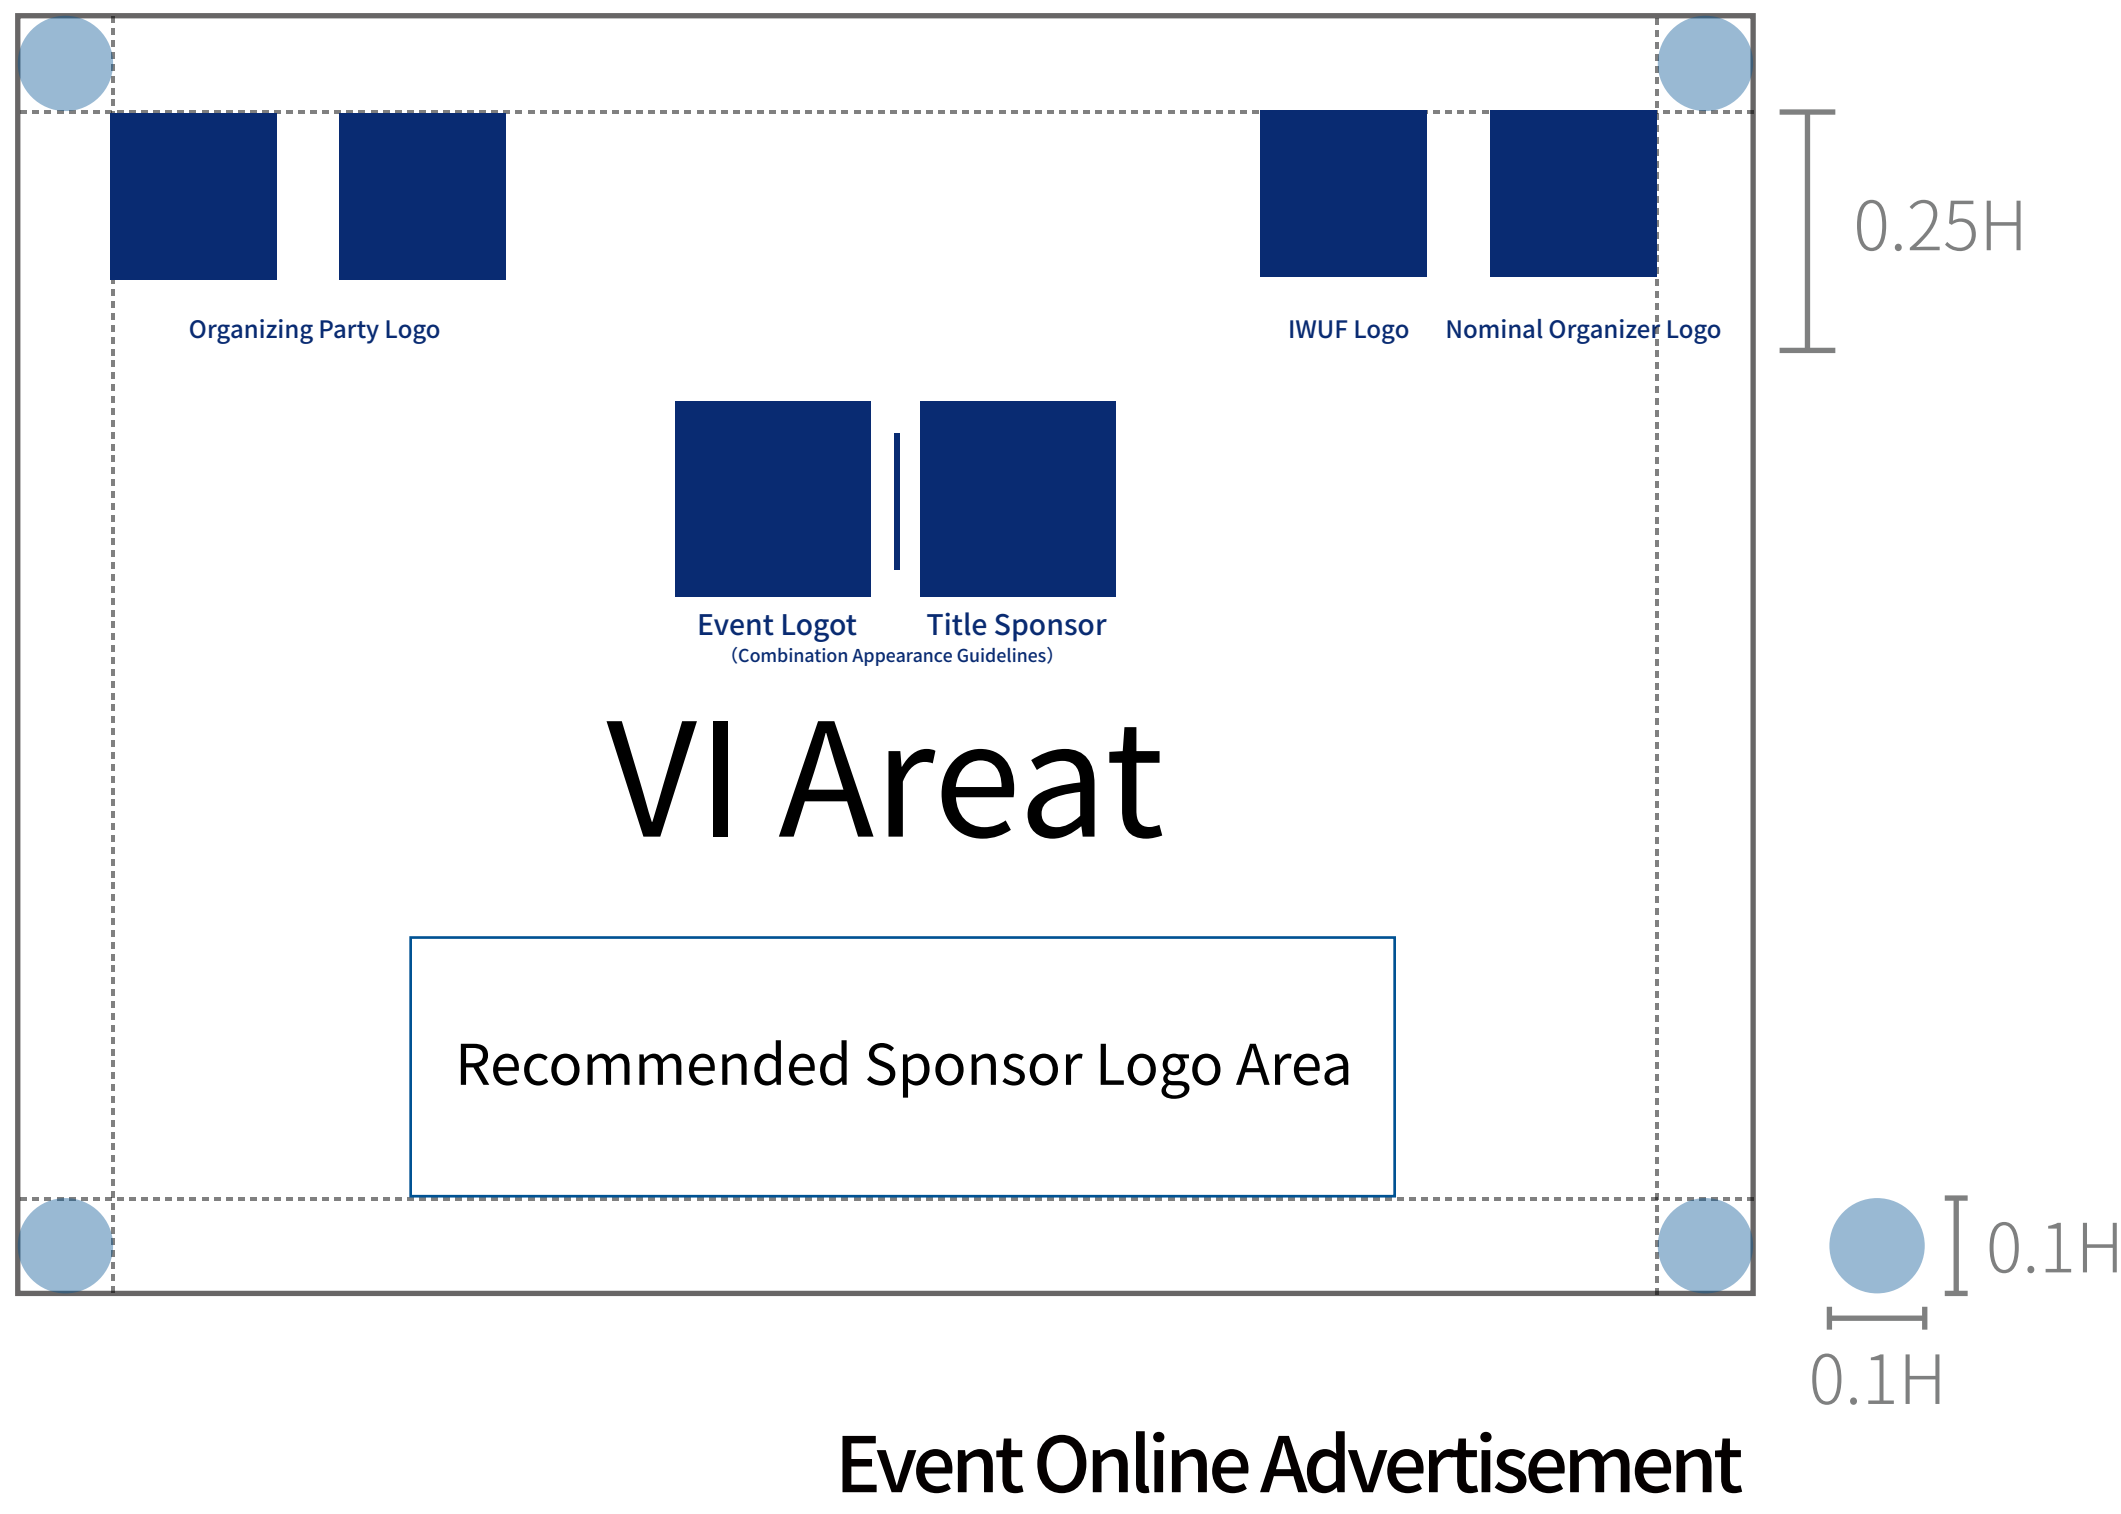 0.25H
Organizing Party Logo
IWUF Logo
Nominal Organizer Logo
Event Logot
Title Sponsor
（Combination Appearance Guidelines）
VI Areat
Recommended Sponsor Logo Area
0.1H
0.1H
Event Online Advertisement